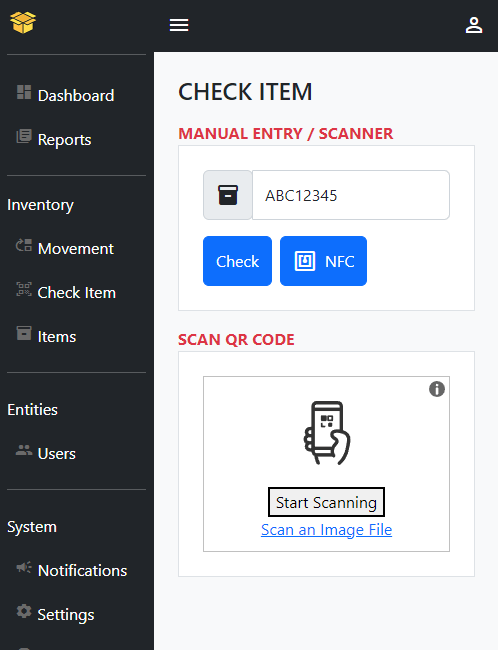 Dashboard
Reports
Inventory
Movement
Check Item
Items
Entities
Users
System
Notifications
Settings
CHECK ITEM
MANUAL ENTRY / SCANNER
ABC12345
Check
NFC
SCAN QR CODE
Start Scanning
Scan an Image File